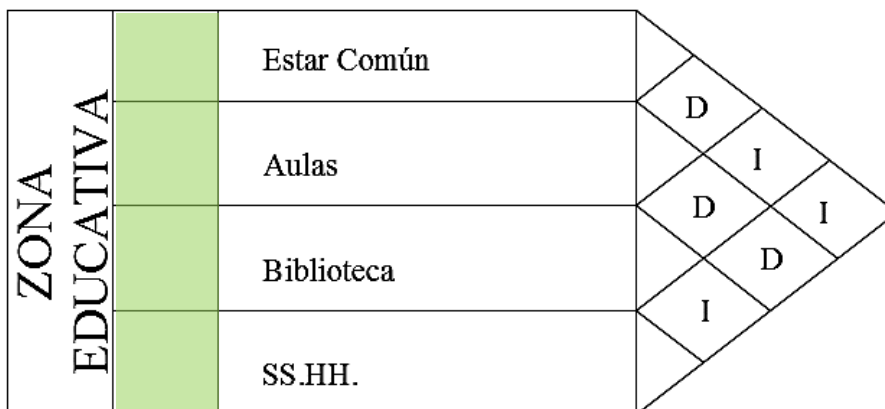 ZONA
EDUCATIVA
Estar Común
Aulas
Biblioteca
SS.HH.
D
I
D
I
D
I